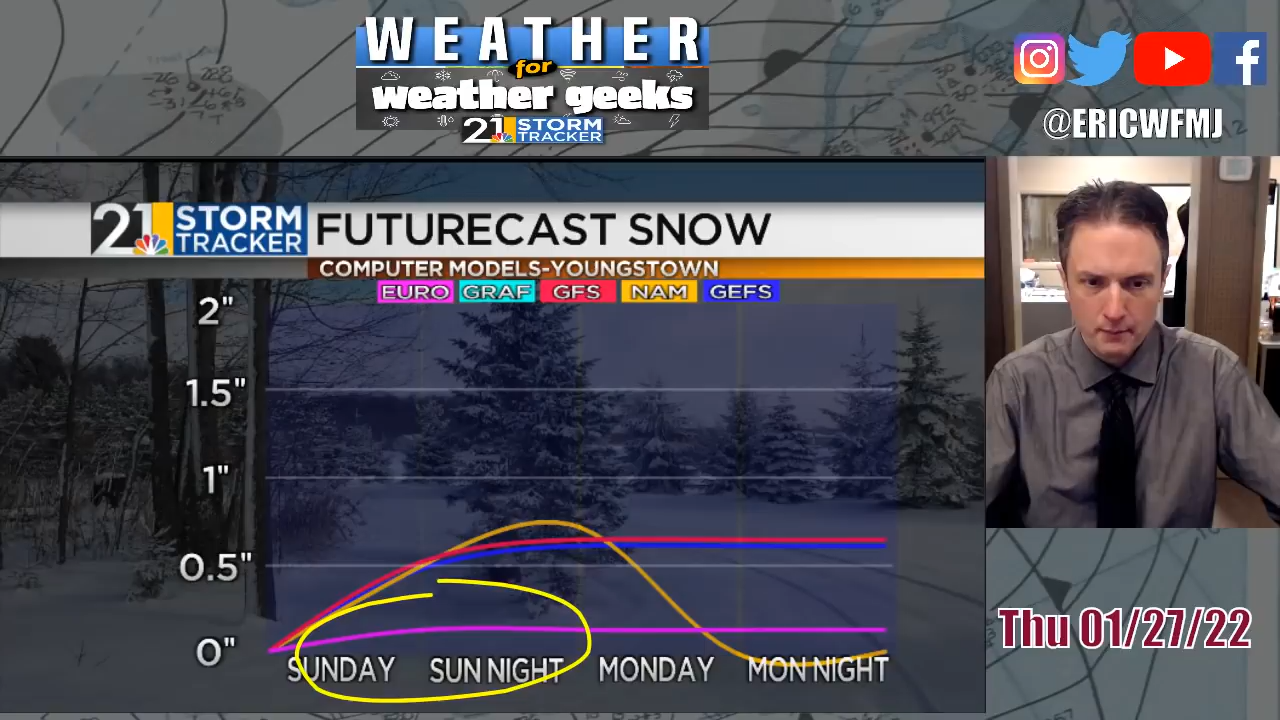 WEATHER
for
weather geeks
21 STORM
TRACKER
@ERICWFMJ
21 STORM
TRACKER
FUTURECAST SNOW
COMPUTER MODELS-YOUNGSTOWN
EURO GRAF GFS NAM GEFS
2"
1.5"
1"
0.5"
0"
SUNDAY SUN NIGHT MONDAY MON NIGHT
Thu 01/27/22